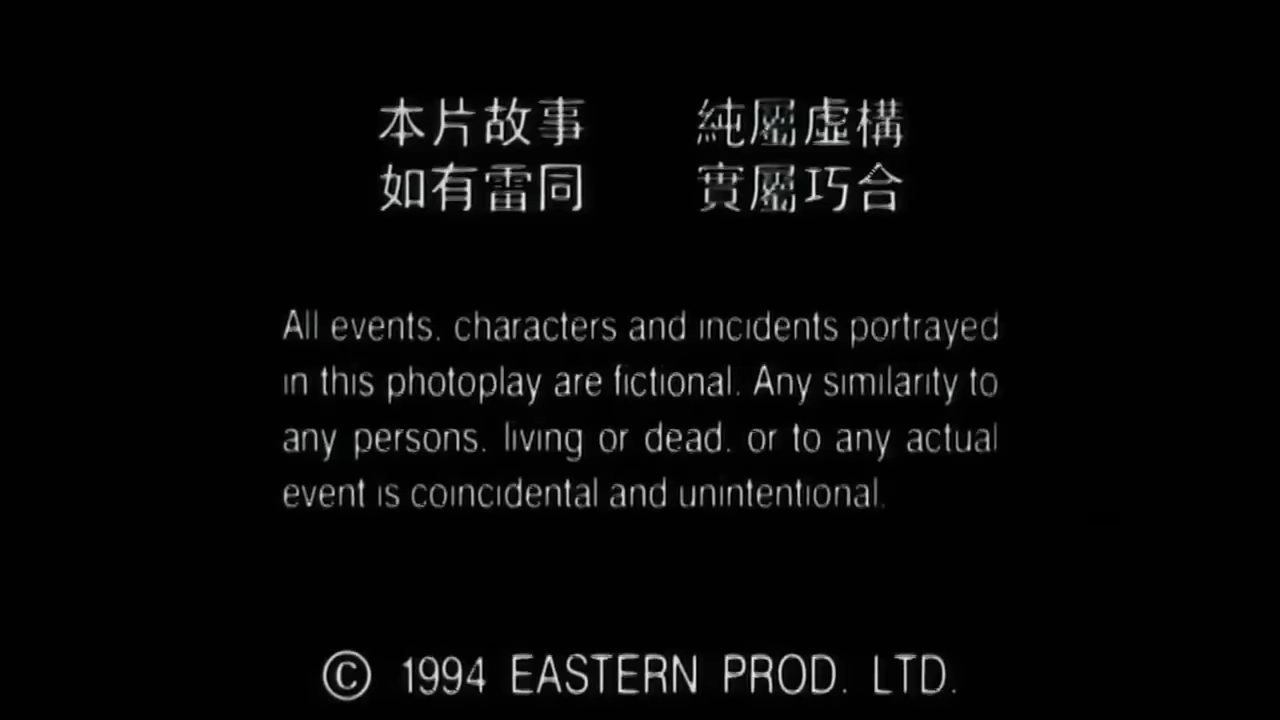 本片故事 純屬虛構
如有雷同 實屬巧合
All events, characters and incidents portrayed
in this photoplay are fictional. Any similarity to
any persons, living or dead, or to any actual
event is coincidental and unintentional.
© 1994 EASTERN PROD. LTD.